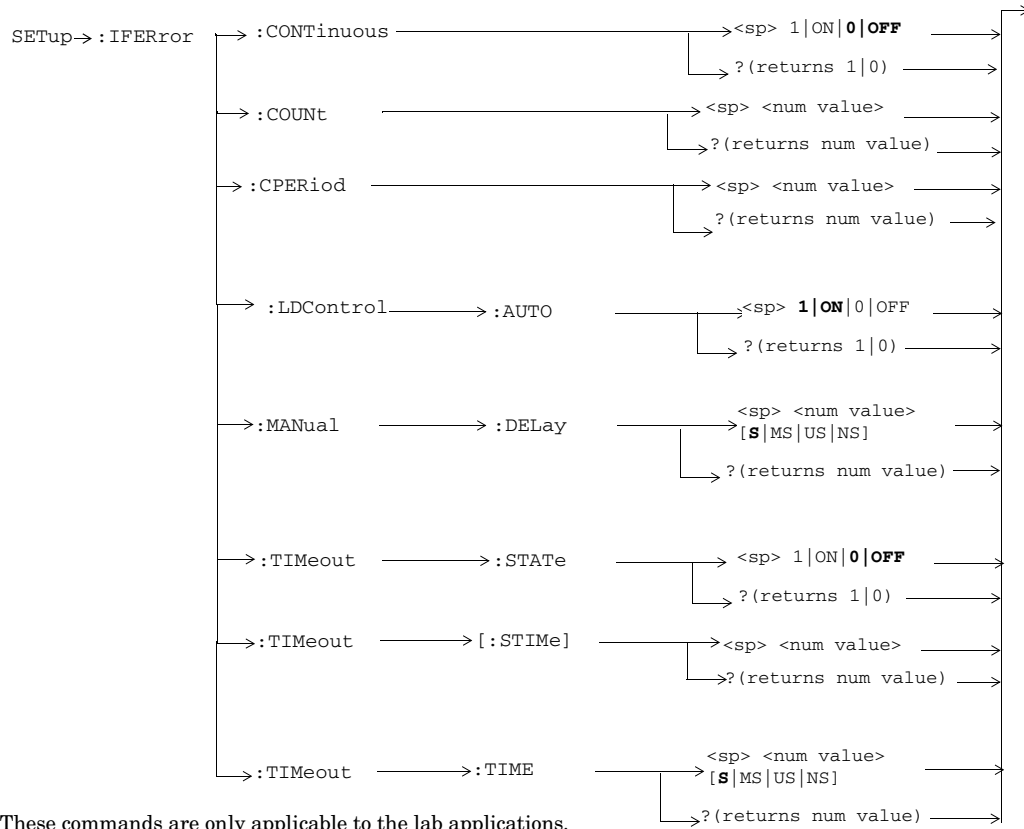 SETup :IFERror :CONTinuous <sp> 1|ON|0|OFF
?(returns 1|0)
:COUNt <sp> <num value>
?(returns num value)
:CPERiod <sp> <num value>
?(returns num value)
:LDControl :AUTO <sp> 1|ON|0|OFF
?(returns 1|0)
:MANual :DELay <sp> <num value>
[S|MS|US|NS]
?(returns num value)
:TIMeout :STATe <sp> 1|ON|0|OFF
?(returns 1|0)
:TIMeout [:STIMe] <sp> <num value>
?(returns num value)
:TIMeout :TIME <sp> <num value>
[S|MS|US|NS]
?(returns num value)
These commands are only applicable to the lab applications.